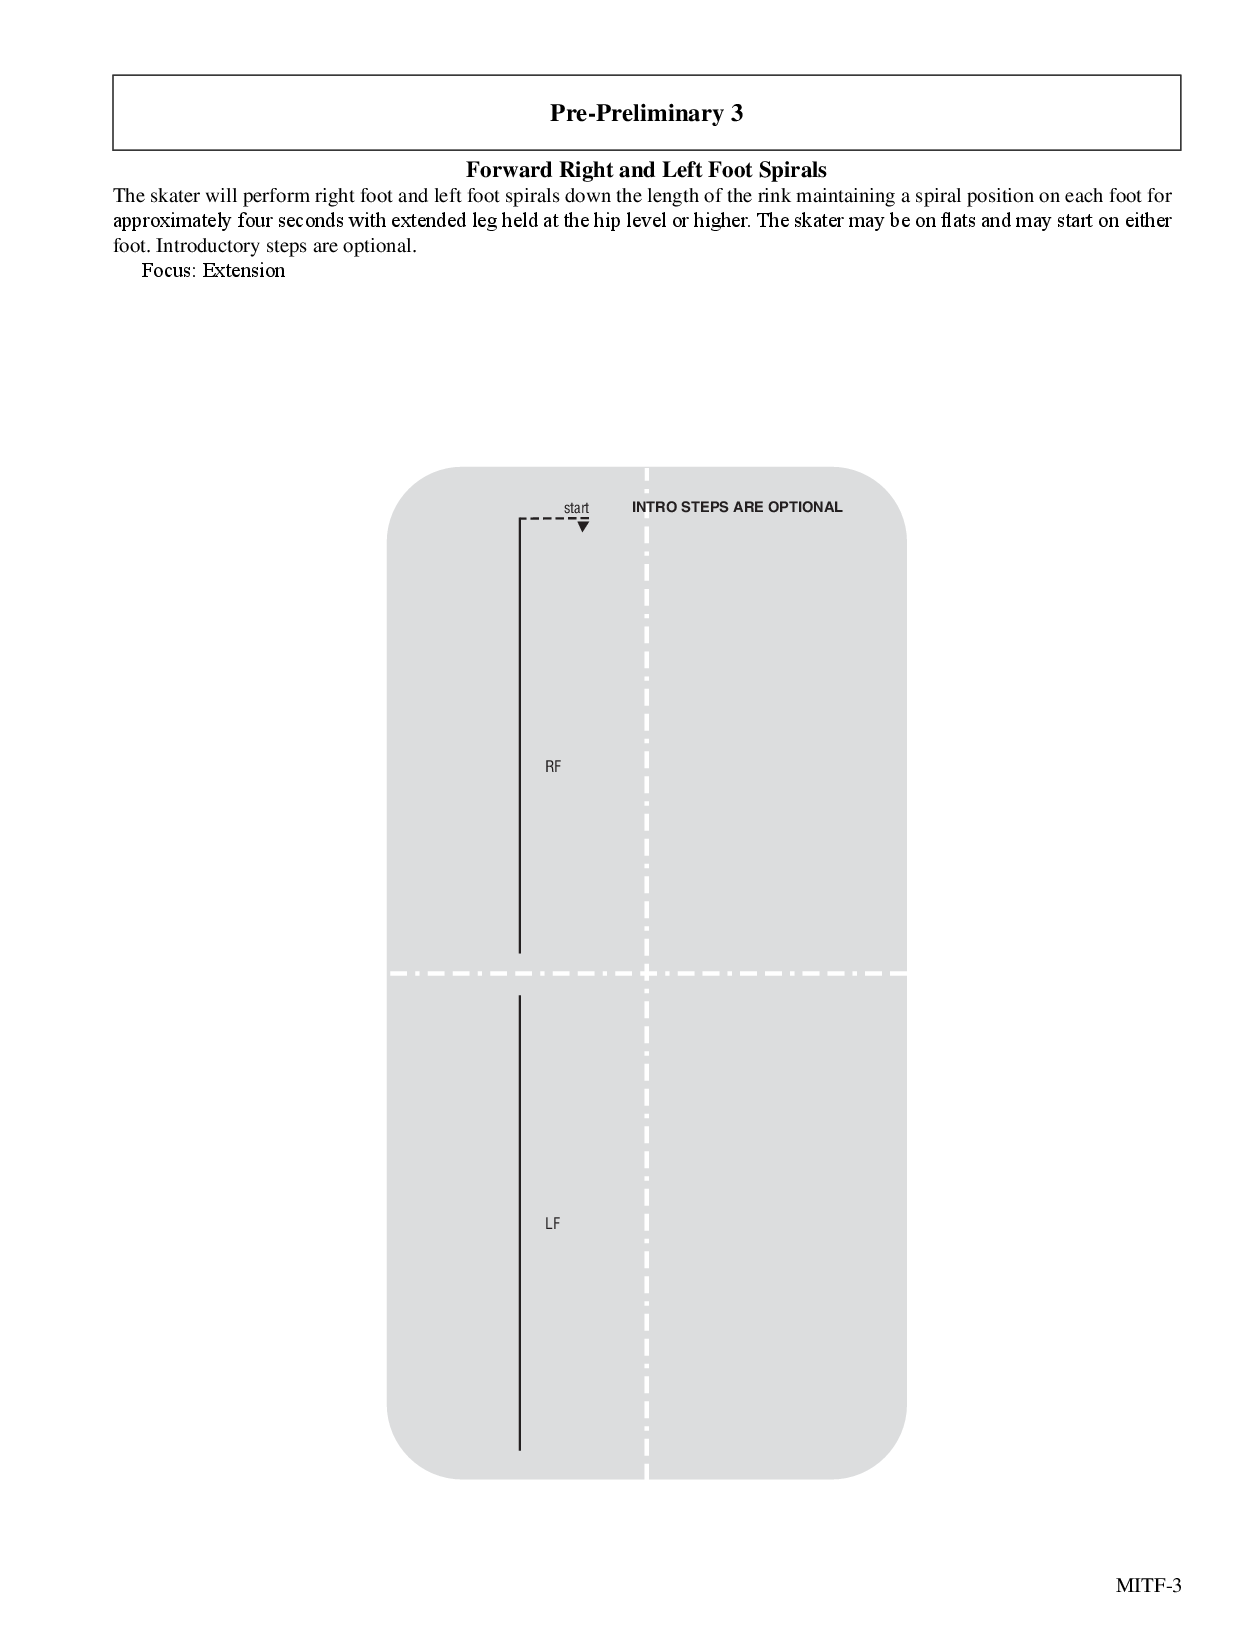 Pre-Preliminary 3
Forward Right and Left Foot Spirals
The skater will perform right foot and left foot spirals down the length of the rink maintaining a spiral position on each foot for
approximately four seconds with extended leg held at the hip level or higher. The skater may be on flats and may start on either
foot. Introductory steps are optional.
Focus: Extension
start
INTRO STEPS ARE OPTIONAL
RF
LF
MITF-3